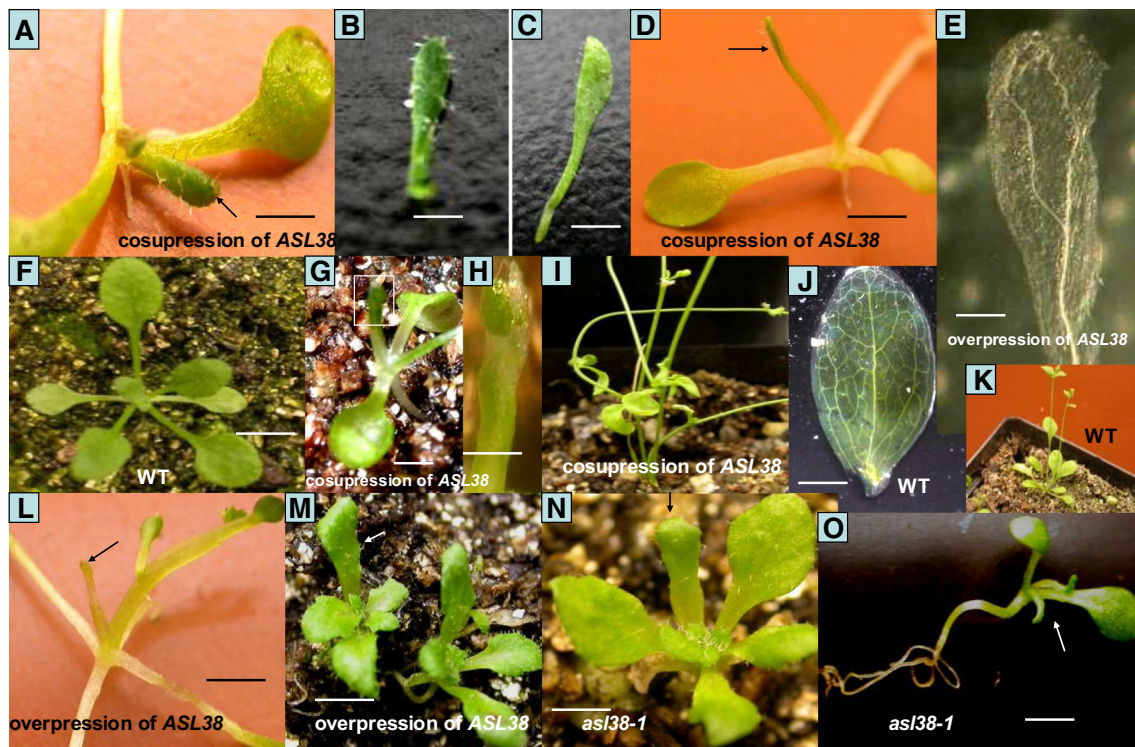 A
cosupression of ASL38
B
C
D
cosupression of ASL38
E
overpression of ASL38
F
WT
G
cosupression of ASL38
H
I
cosupression of ASL38
J
WT
K
WT
L
overpression of ASL38
M
overpression of ASL38
N
asl38-1
O
asl38-1